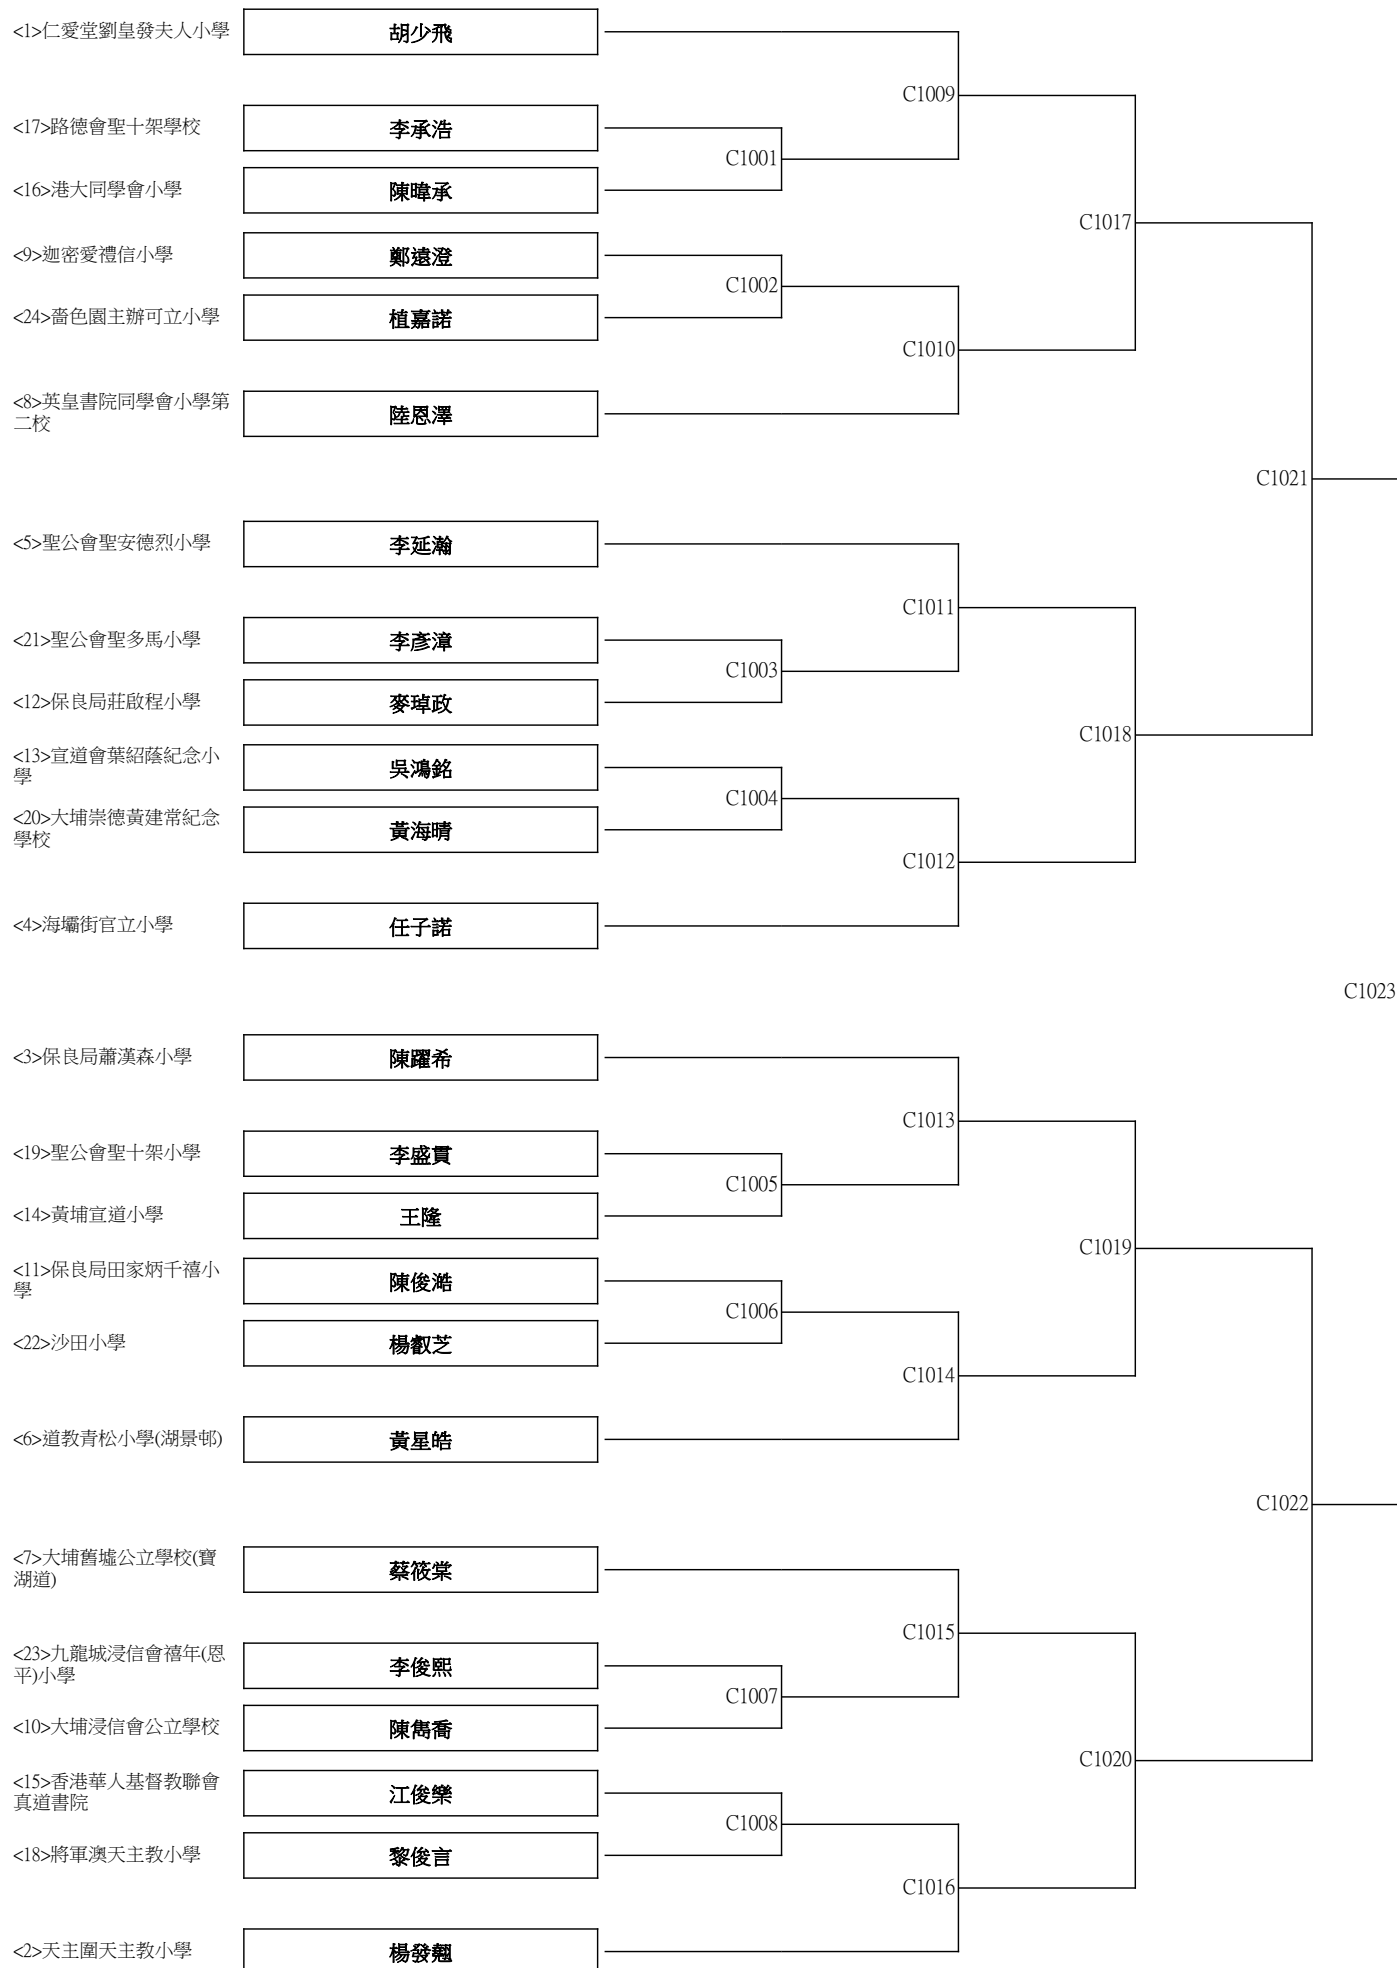 <1>仁愛堂劉皇發夫人小學
胡少飛
C1009
<17>路德會聖十架學校
李承浩
C1001
<16>港大同學會小學
陳暐承
C1017
<9>迦密愛禮信小學
鄭遠澄
C1002
<24>嗇色園主辦可立小學
植嘉諾
C1010
<8>英皇書院同學會小學第
二校
陸恩澤
C1021
<5>聖公會聖安德烈小學
李延瀚
C1011
<21>聖公會聖多馬小學
李彥漳
C1003
<12>保良局莊啟程小學
麥瑋政
C1018
<13>宣道會葉紹蔭紀念小
學
吳鴻銘
C1004
<20>大埔崇德黃建常紀念
學校
黃海晴
C1012
<4>海壩街官立小學
任子諾
C1023
<3>保良局蕭漢森小學
陳躍希
C1013
<19>聖公會聖十架小學
李盛貫
C1005
<14>黃埔宣道小學
王隆
C1019
<11>保良局田家炳千禧小
學
陳俊澔
C1006
<22>沙田小學
楊叡芝
C1014
<6>道教青松小學(湖景邨)
黃星皓
C1022
<7>大埔舊墟公立學校(寶
湖道)
蔡筱棠
C1015
<23>九龍城浸信會禧年(恩
平)小學
李俊熙
C1007
<10>大埔浸信會公立學校
陳雋喬
C1020
<15>香港華人基督教聯會
真道書院
江俊樂
C1008
<18>將軍澳天主教小學
黎俊言
C1016
<2>天主圍天主教小學
楊發翹